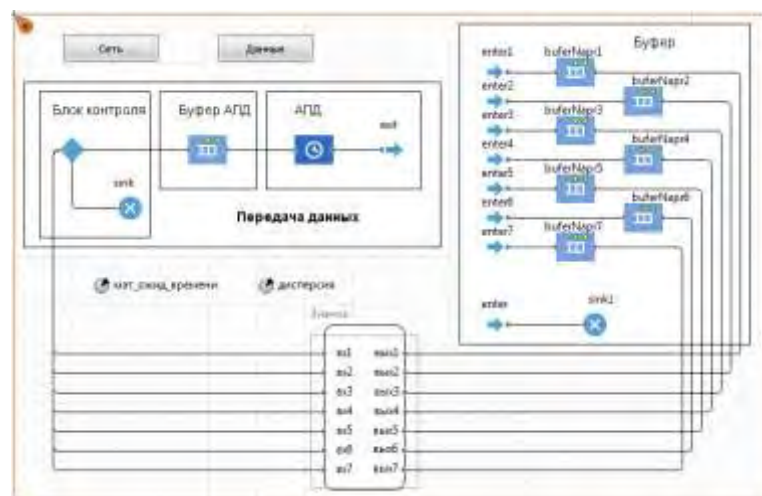 Сеть
Данные
Блок контроля
Буфер АПД
АПД
exit
sink
Передача данных
мат_ожид_времени
дисперсия
Буфер
enter1
buferNapr1
enter2
buferNapr2
enter3
buferNapr3
enter4
buferNapr4
enter5
buferNapr5
enter6
buferNapr6
enter7
buferNapr7
enter
sink1
вх1
вых1
вх2
вых2
вх3
вых3
вх4
вых4
вх5
вых5
вх6
вых6
вх7
вых7